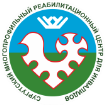 СУРГУТСКИЙ МНОГОПРОФИЛЬНЫЙ РЕАБИЛИТАЦИОННЫЙ ЦЕНТР ДЛЯ ИНВАЛИДОВ